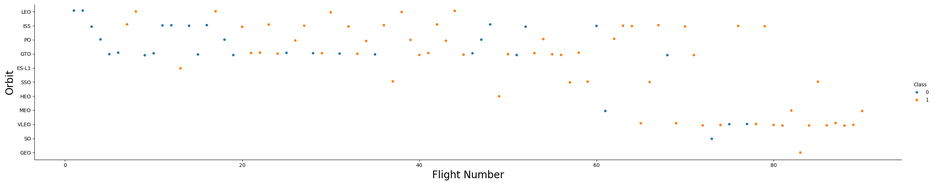 LEO
ISS
PO
GTO
ES-L1
SSO
HEO
MEO
VLEO
SO
GEO
Orbit
0
20
40
60
80
Flight Number
Class
0
1